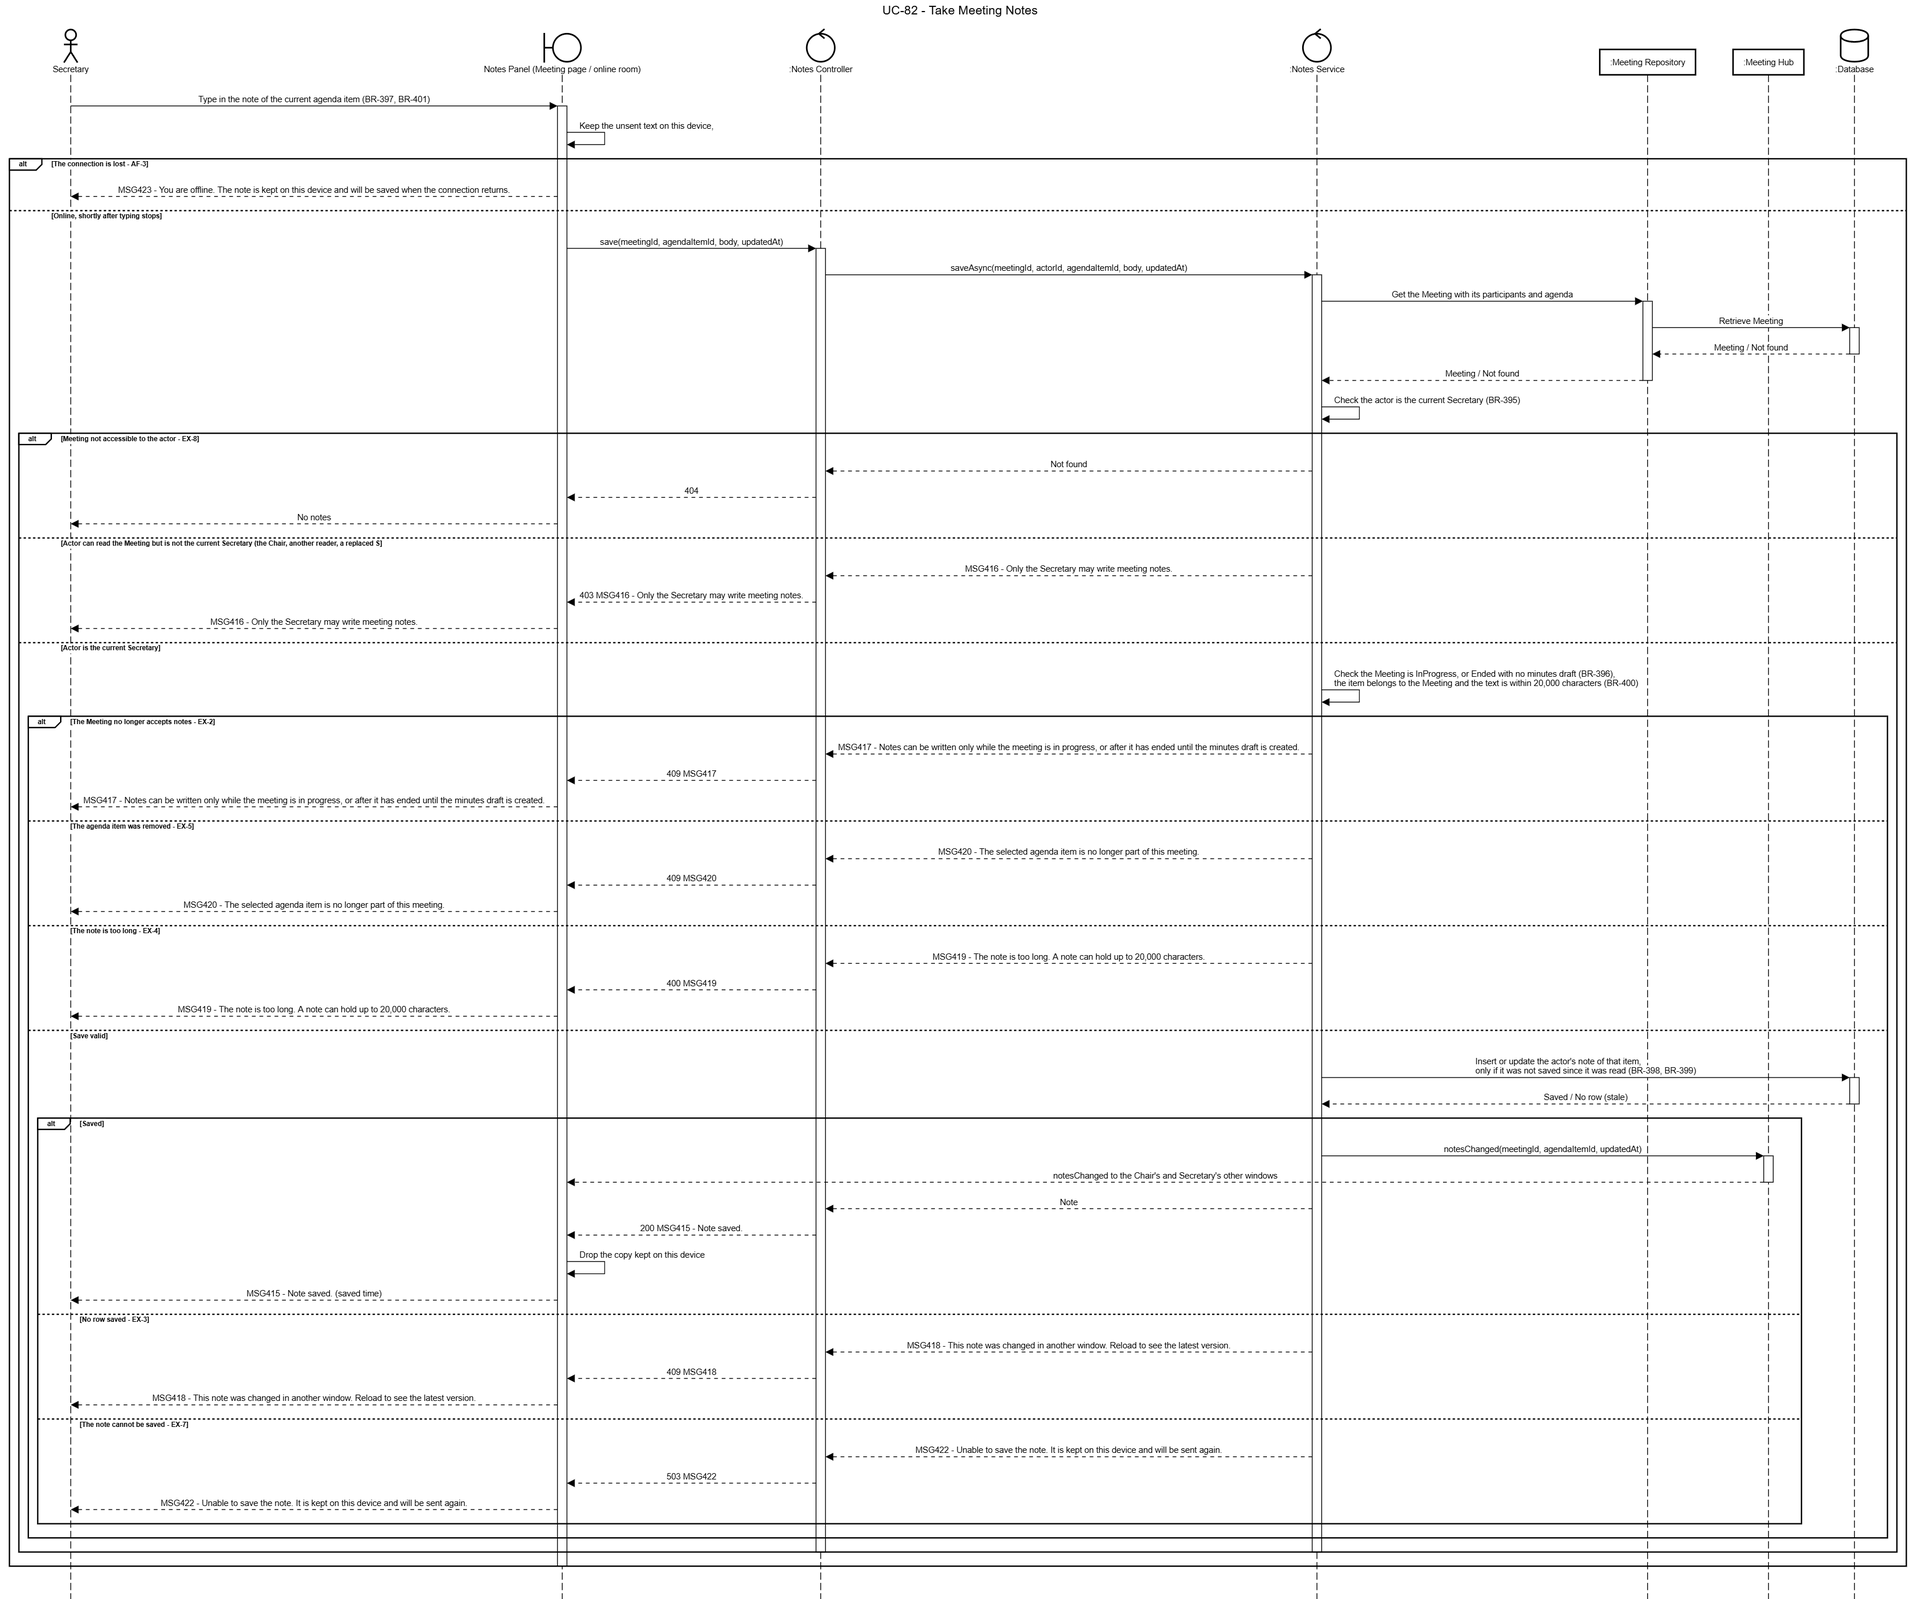 UC-82 - Take Meeting Notes
Secretary
Notes Panel (Meeting page / online room)
:Notes Controller
:Notes Service
:Meeting Repository
:Meeting Hub
:Database
Type in the note of the current agenda item (BR-397, BR-401)
Keep the unsent text on this device,
alt
[The connection is lost - AF-3]
MSG423 - You are offline. The note is kept on this device and will be saved when the connection returns.
[Online, shortly after typing stops]
save(meetingId, agendaItemId, body, updatedAt)
saveAsync(meetingId, actorId, agendaItemId, body, updatedAt)
Get the Meeting with its participants and agenda
Retrieve Meeting
Meeting / Not found
Meeting / Not found
Check the actor is the current Secretary (BR-395)
alt
[Meeting not accessible to the actor - EX-8]
Not found
404
No notes
[Actor can read the Meeting but is not the current Secretary (the Chair, another reader, a replaced S]
MSG416 - Only the Secretary may write meeting notes.
403 MSG416 - Only the Secretary may write meeting notes.
MSG416 - Only the Secretary may write meeting notes.
[Actor is the current Secretary]
Check the Meeting is InProgress, or Ended with no minutes draft (BR-396),
the item belongs to the Meeting and the text is within 20,000 characters (BR-400)
alt
[The Meeting no longer accepts notes - EX-2]
MSG417 - Notes can be written only while the meeting is in progress, or after it has ended until the minutes draft is created.
409 MSG417
MSG417 - Notes can be written only while the meeting is in progress, or after it has ended until the minutes draft is created.
[The agenda item was removed - EX-5]
MSG420 - The selected agenda item is no longer part of this meeting.
409 MSG420
MSG420 - The selected agenda item is no longer part of this meeting.
[The note is too long - EX-4]
MSG419 - The note is too long. A note can hold up to 20,000 characters.
400 MSG419
MSG419 - The note is too long. A note can hold up to 20,000 characters.
[Save valid]
Insert or update the actor's note of that item,
only if it was not saved since it was read (BR-398, BR-399)
Saved / No row (stale)
alt
[Saved]
notesChanged(meetingId, agendaItemId, updatedAt)
notesChanged to the Chair's and Secretary's other windows
Note
200 MSG415 - Note saved.
Drop the copy kept on this device
MSG415 - Note saved. (saved time)
[No row saved - EX-3]
MSG418 - This note was changed in another window. Reload to see the latest version.
409 MSG418
MSG418 - This note was changed in another window. Reload to see the latest version.
[The note cannot be saved - EX-7]
MSG422 - Unable to save the note. It is kept on this device and will be sent again.
503 MSG422
MSG422 - Unable to save the note. It is kept on this device and will be sent again.